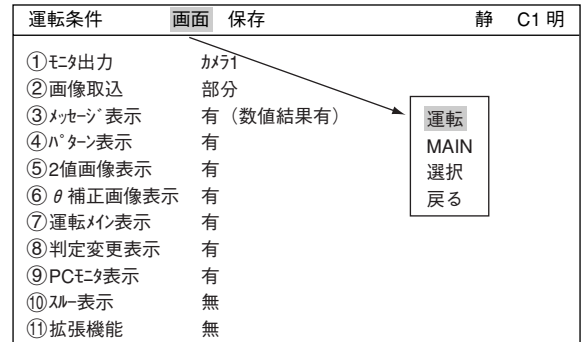 運転条件 画面 保存 静 C1 明
①モニタ出力 カメラ1
②画像取込 部分
③メッセージ表示 有（数値結果有）
④パターン表示 有
⑤2値画像表示 有
⑥θ補正画像表示 有
⑦運転メイン表示 有
⑧判定変更表示 有
⑨PCモニタ表示 有
⑩スルー表示 無
⑪拡張機能 無
運転
MAIN
選択
戻る